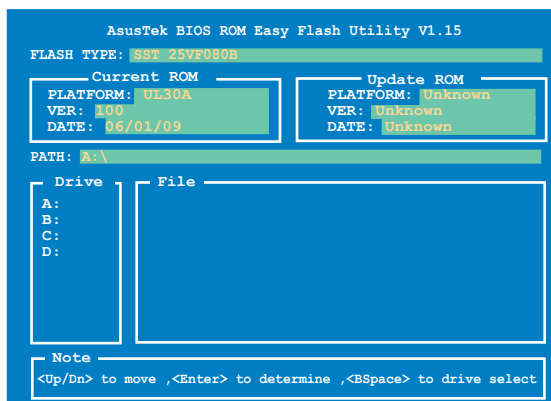 AsusTek BIOS ROM Easy Flash Utility V1.15
FLASH TYPE: SST 25VF080B
Current ROM
PLATFORM: UL30A
VER: 100
DATE: 06/01/09
Update ROM
PLATFORM: Unknown
VER: Unknown
DATE: Unknown
PATH: A:\
Drive
A:
B:
C:
D:
File
Note
<Up/Dn> to move ,<Enter> to determine ,<BSpace> to drive select